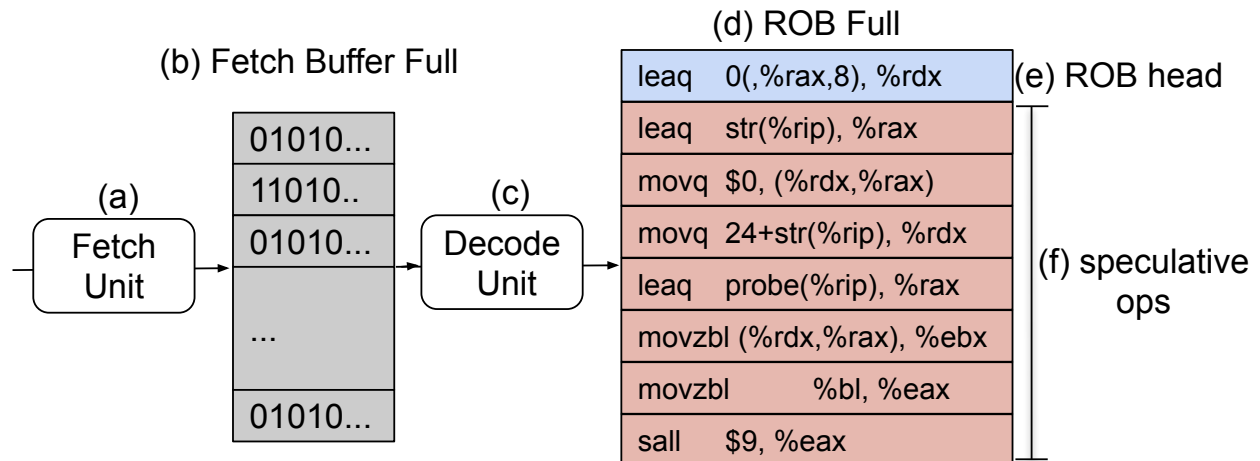 (d) ROB Full
(b) Fetch Buffer Full
leaq 0(,%rax,8), %rdx
(e) ROB head
leaq str(%rip), %rax
movq $0, (%rdx,%rax)
movq 24+str(%rip), %rdx
leaq probe(%rip), %rax
movzbl (%rdx,%rax), %ebx
movzbl %bl, %eax
sall $9, %eax
(f) speculative
ops
01010...
11010..
01010...
...
01010...
(a)
Fetch
Unit
(c)
Decode
Unit